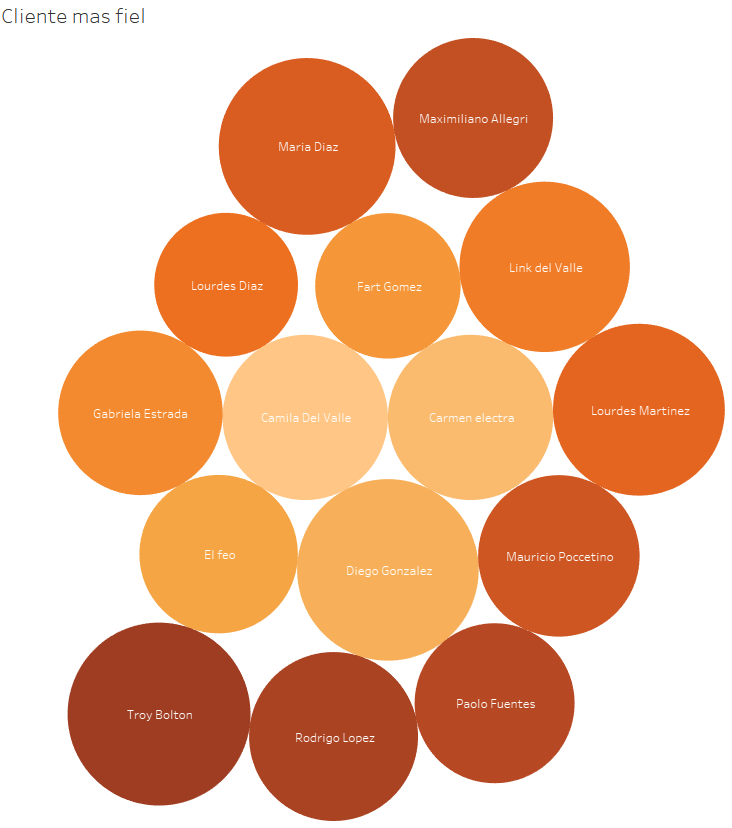 Cliente mas fiel
Maximiliano Allegri
Maria Diaz
Link del Valle
Lourdes Diaz
Fart Gomez
Gabriela Estrada
Camila Del Valle
Carmen electra
Lourdes Martinez
El feo
Diego Gonzalez
Mauricio Poccetino
Troy Bolton
Rodrigo Lopez
Paolo Fuentes